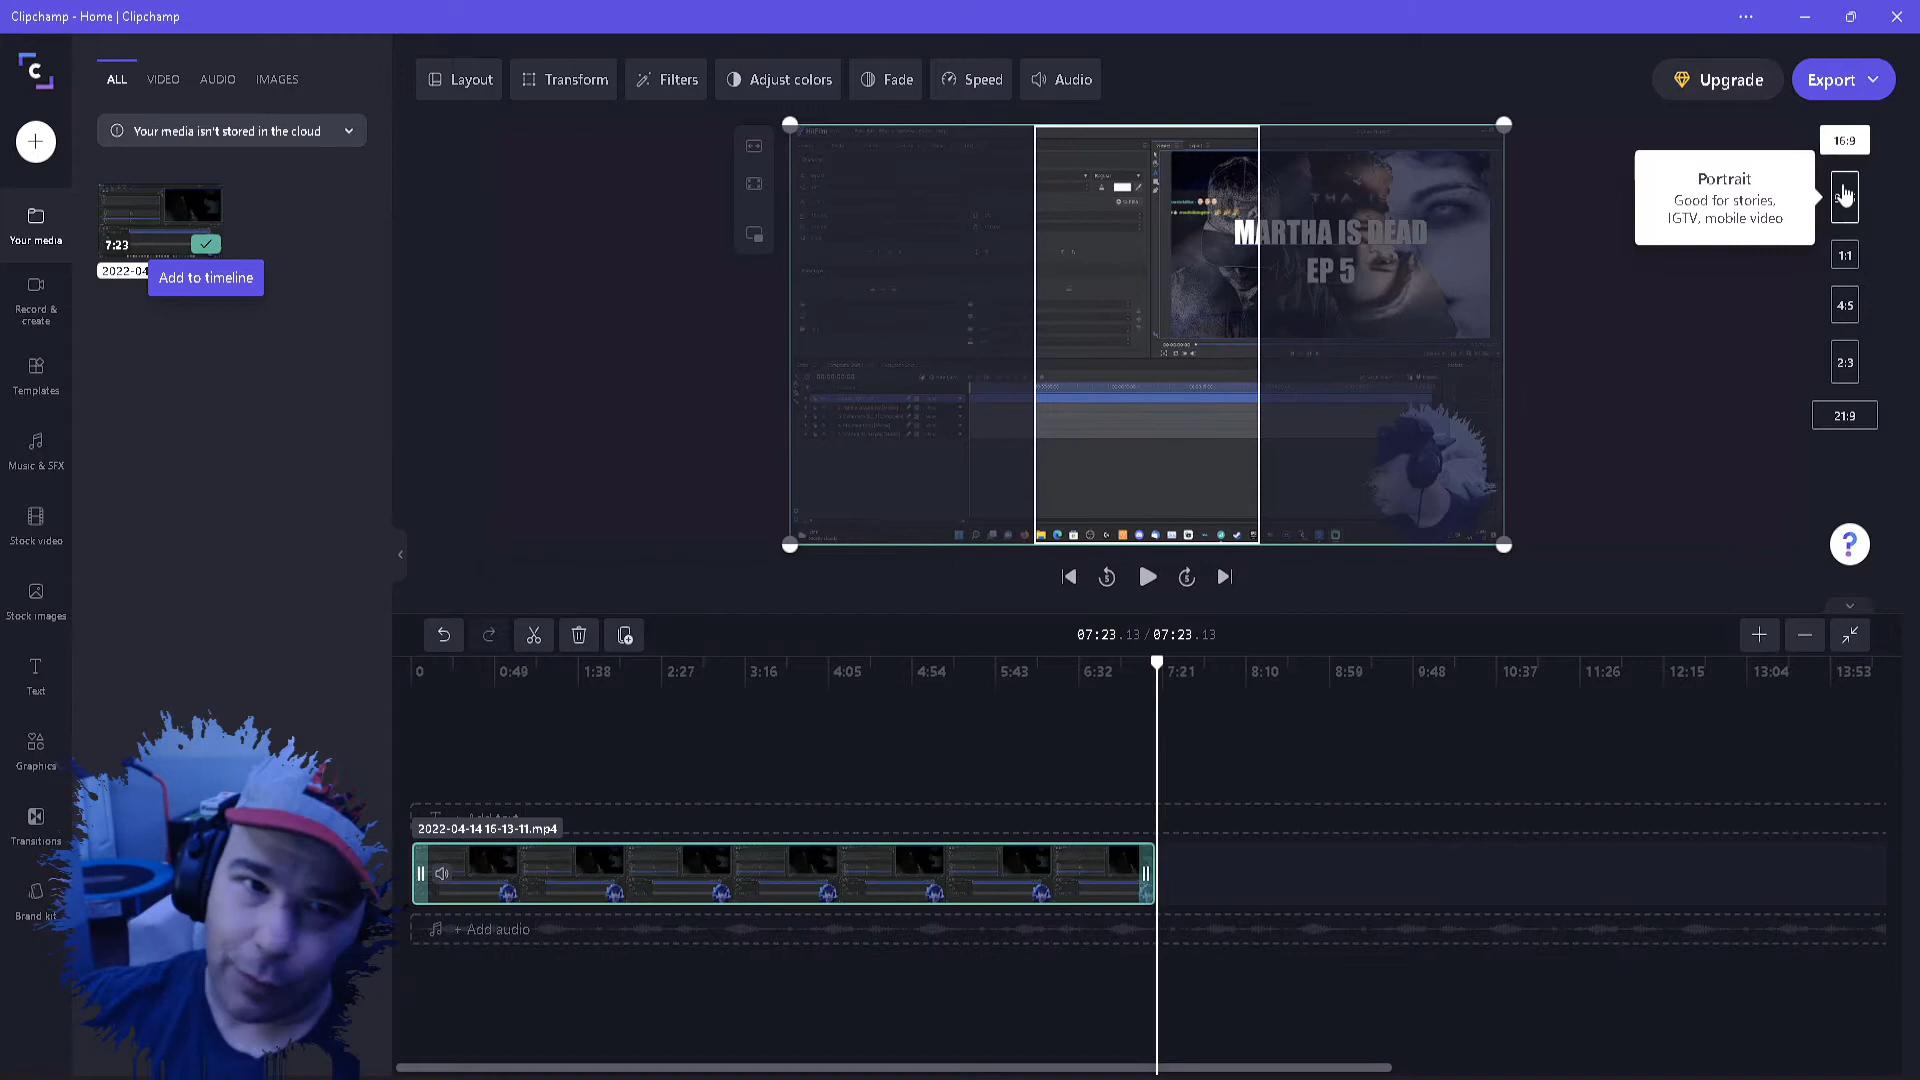 Clipchamp - Home | Clipchamp
ALL VIDEO AUDIO IMAGES
Layout Transform Filters Adjust colors Fade Speed Audio
Upgrade Export
Your media isn't stored in the cloud
7:23
2022-04
Add to timeline
Your media
Record &
create
Templates
Music & SFX
Stock video
Stock images
Text
Graphics
Transitions
Brand kit
MARTHA IS DEAD
EP 5
16:9
Portrait
Good for stories,
IGTV, mobile video
1:1
4:5
2:3
21:9
?
07:23.13 / 07:23.13
0 0:49 1:38 2:27 3:16 4:05 4:54 5:43 6:32 7:21 8:10 8:59 9:48 10:37 11:26 12:15 13:04 13:53
2022-04-14 16-13-11.mp4
+ Add audio